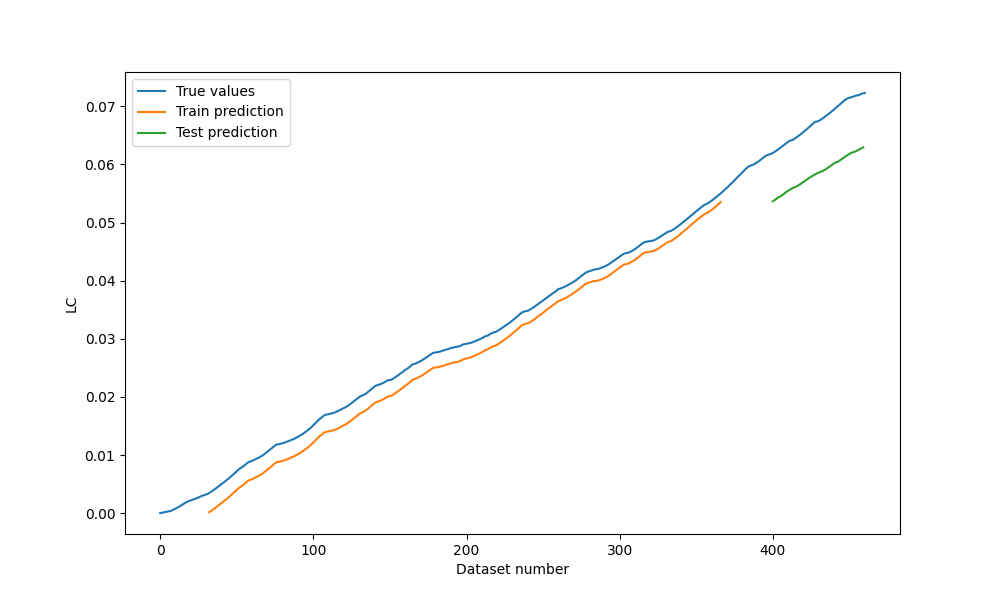 True values
Train prediction
Test prediction
0.07
0.06
0.05
0.04
0.03
0.02
0.01
0.00
LC
0 100 200 300 400
Dataset number